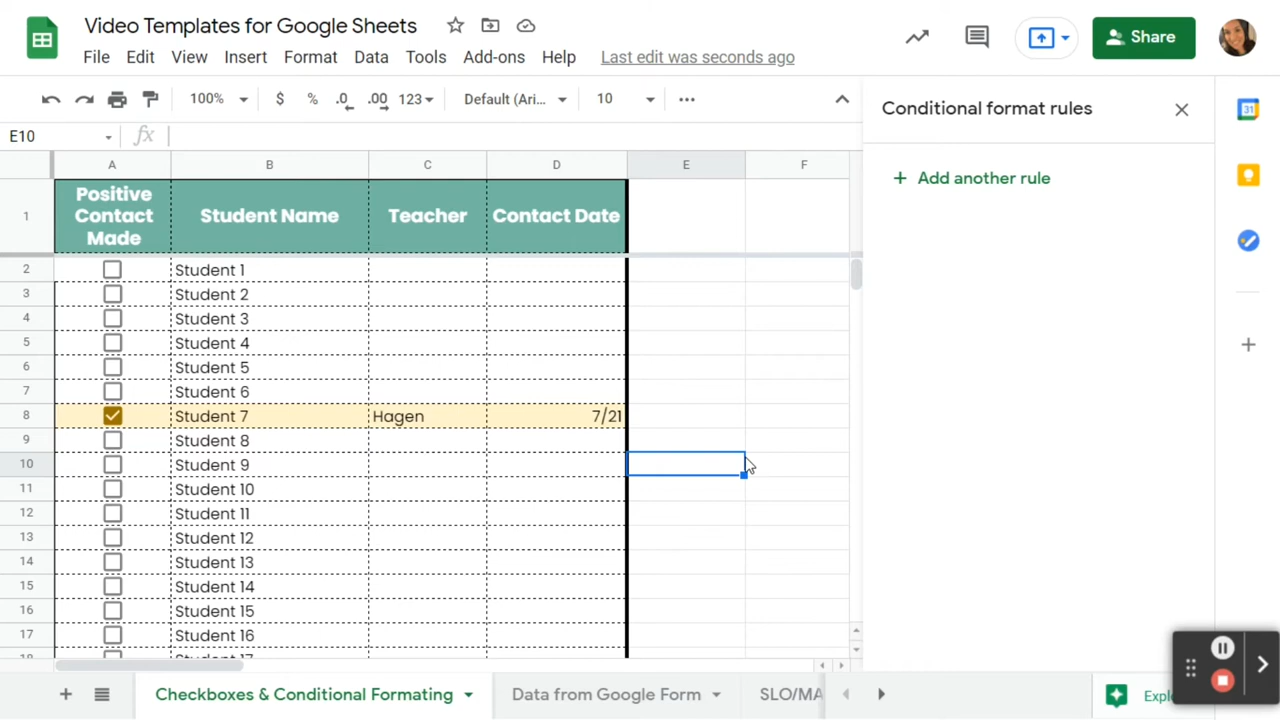 Video Templates for Google Sheets
File Edit View Insert Format Data Tools Add-ons Help Last edit was seconds ago
Share
100% $ % .0 .00 123 Default (Ari... 10
E10 fx
Conditional format rules
+ Add another rule
31
A B C D E F
1 Positive Contact Made Student Name Teacher Contact Date
2 Student 1
3 Student 2
4 Student 3
5 Student 4
6 Student 5
7 Student 6
8 Student 7 Hagen 7/21
9 Student 8
10 Student 9
11 Student 10
12 Student 11
13 Student 12
14 Student 13
15 Student 14
16 Student 15
17 Student 16
Checkboxes & Conditional Formating Data from Google Form SLO/MA Explo